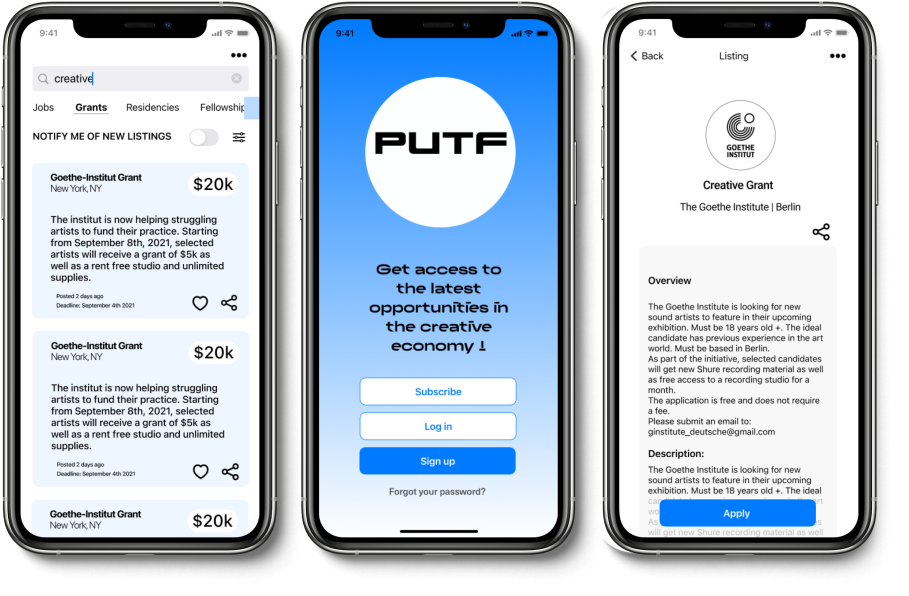 9:41
creative
Jobs Grants Residencies Fellowship
NOTIFY ME OF NEW LISTINGS
Goethe-Institut Grant
New York, NY
$20k
The institut is now helping struggling
artists to fund their practice. Starting
from September 8th, 2021, selected
artists will receive a grant of $5k as
well as a rent free studio and unlimited
supplies.
Posted 2 days ago
Deadline: September 4th 2021
Goethe-Institut Grant
New York, NY
$20k
The institut is now helping struggling
artists to fund their practice. Starting
from September 8th, 2021, selected
artists will receive a grant of $5k as
well as a rent free studio and unlimited
supplies.
Posted 2 days ago
Deadline: September 4th 2021
Goethe-Institut Grant
New York, NY
$20k
9:41
PUTF
Get access to
the latest
opportunities in
the creative
economy !
Subscribe
Log in
Sign up
Forgot your password?
9:41
Back Listing
GOETHE
INSTITUT
Creative Grant
The Goethe Institute | Berlin
Overview
The Goethe Institute is looking for new
sound artists to feature in their upcoming
exhibition. Must be 18 years old +. The ideal
candidate has previous experience in the art
world. Must be based in Berlin.
As part of the initiative, selected candidates
will get new Shure recording material as well
as free access to a recording studio for a
month.
The application is free and does not require
a fee.
Please submit an email to:
ginstitute_deutsche@gmail.com
Description:
The Goethe Institute is looking for new
sound artists to feature in their upcoming
exhibition. Must be 18 years old +. The ideal
Apply
will get new Shure recording material as well